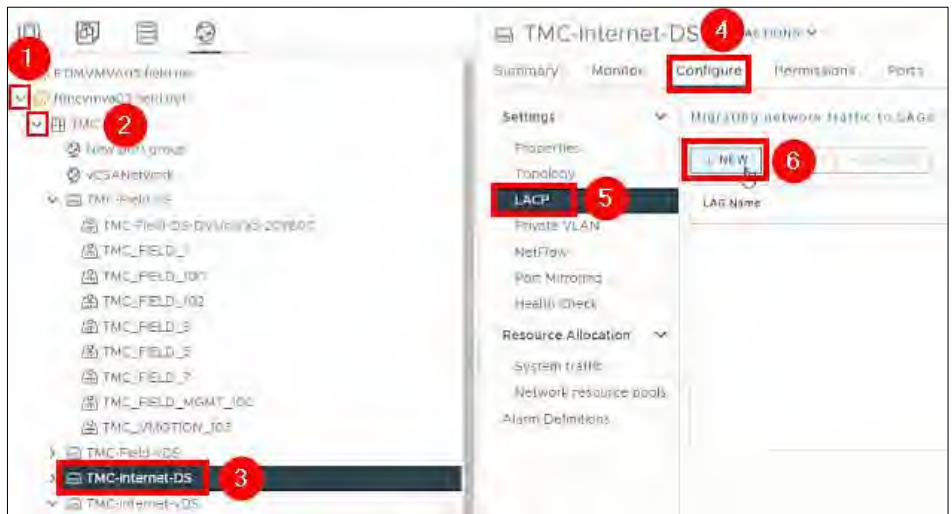 TMC-Internet-DS
4
1
2
TMC
New port group
vCSANetwork
TMC-Field-DS
TMC_FIELD_1
TMC_FIELD_100
TMC_FIELD_102
TMC_FIELD_3
TMC_FIELD_5
TMC_FIELD_7
TMC_FIELD_MGMT_100
TMC_VMOTION_103
TMC-Field-vDS
TMC-Internet-DS
3
TMC-Internet-vDS
Summary Monitor Configure Permissions Ports
Settings
Properties
Topology
LACP
5
Private VLAN
NetFlow
Port Mirroring
Health Check
Resource Allocation
System traffic
Network resource pools
Alarm Definitions
Migrating network traffic to LAGs
+ NEW
6
LAG Name